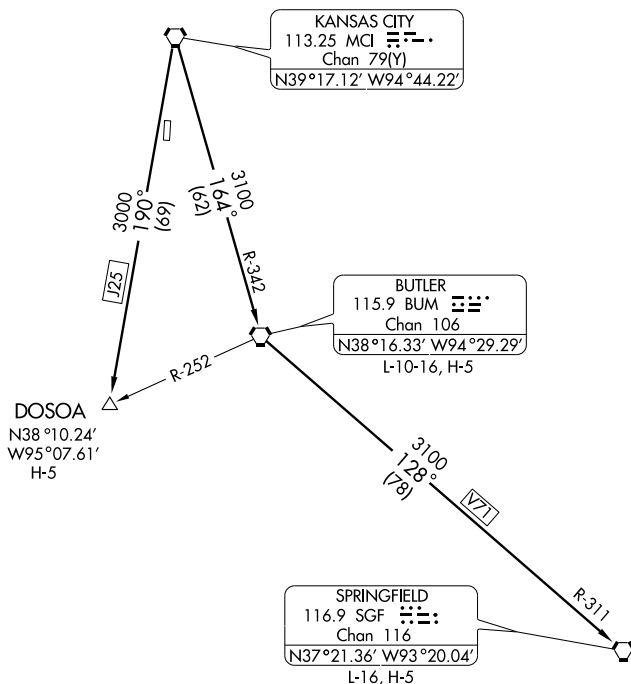 KANSAS CITY
113.25 MCI
Chan 79(Y)
N39°17.12' W94°44.22'
3000
190°
(69)
J25
3100
164°
(62)
R-342
BUTLER
115.9 BUM
Chan 106
N38°16.33' W94°29.29'
L-10-16, H-5
R-252
DOSOA
N38°10.24'
W95°07.61'
H-5
3100
128°
(78)
V71
R-311
SPRINGFIELD
116.9 SGF
Chan 116
N37°21.36' W93°20.04'
L-16, H-5